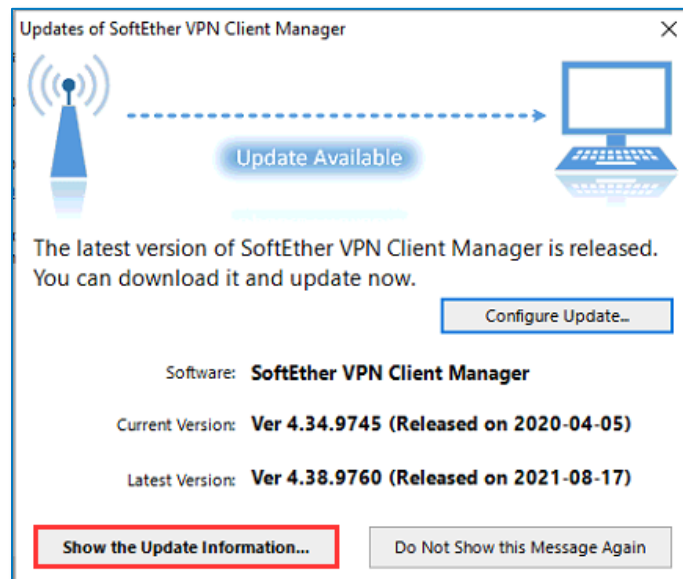 Updates of SoftEther VPN Client Manager
Update Available
The latest version of SoftEther VPN Client Manager is released.
You can download it and update now.
Configure Update...
Software: SoftEther VPN Client Manager
Current Version: Ver 4.34.9745 (Released on 2020-04-05)
Latest Version: Ver 4.38.9760 (Released on 2021-08-17)
Show the Update Information...
Do Not Show this Message Again